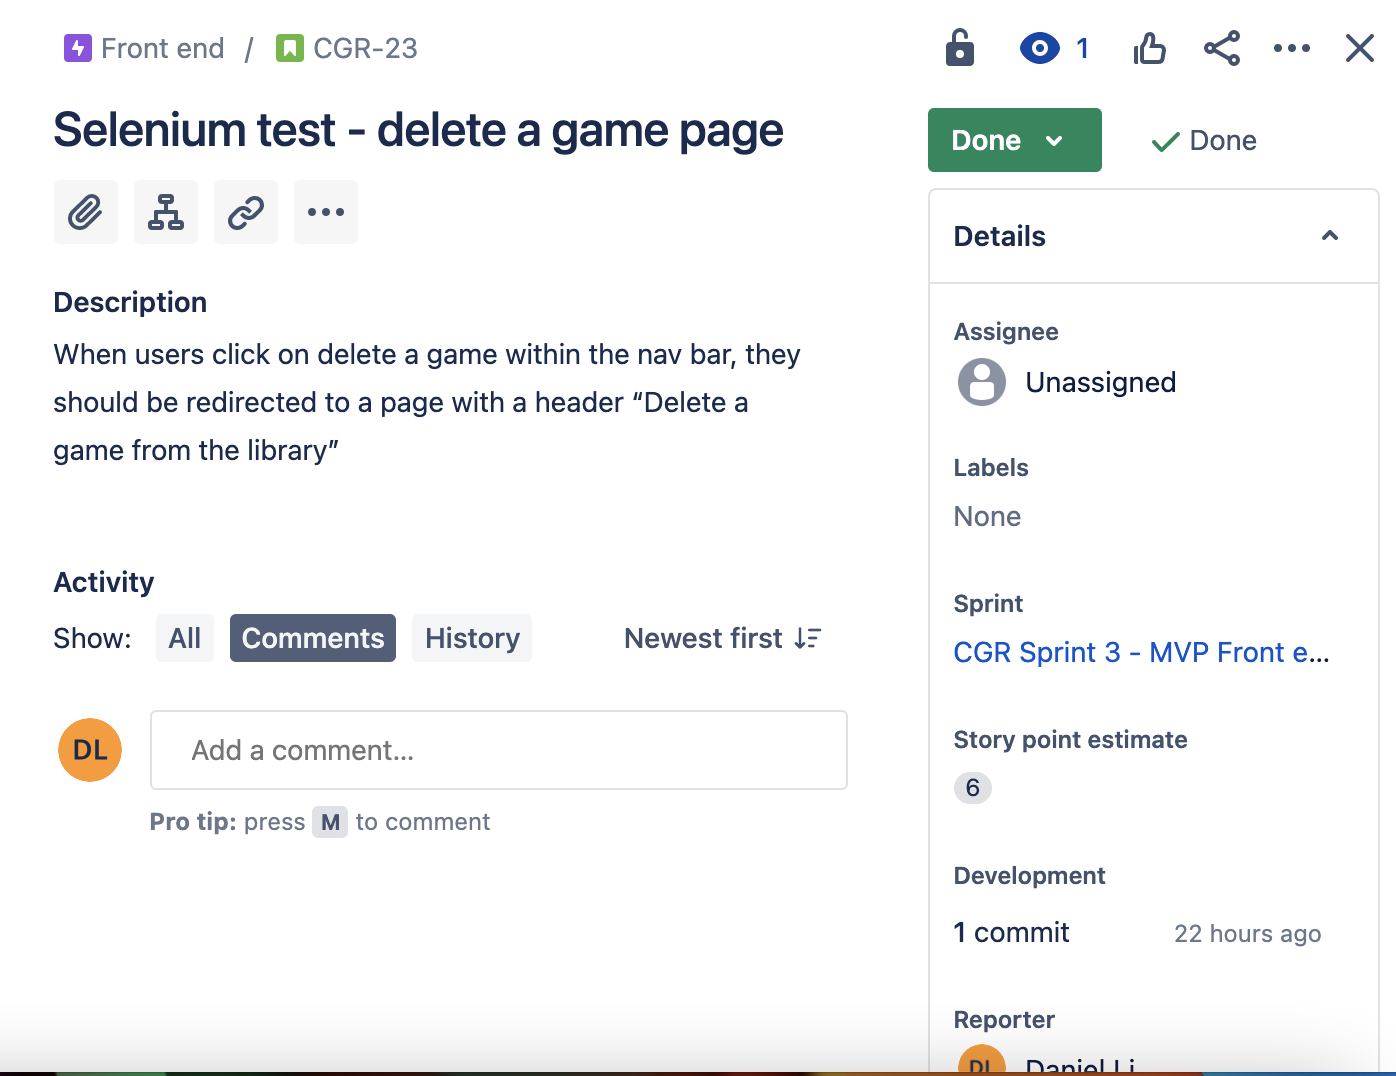 Front end / CGR-23
1
Selenium test - delete a game page
Done
Done
Description
When users click on delete a game within the nav bar, they
should be redirected to a page with a header “Delete a
game from the library”
Activity
Show: All Comments History Newest first
DL
Add a comment...
Pro tip: press M to comment
Details
Assignee
Unassigned
Labels
None
Sprint
CGR Sprint 3 - MVP Front e...
Story point estimate
6
Development
1 commit 22 hours ago
Reporter
DL Daniel Li